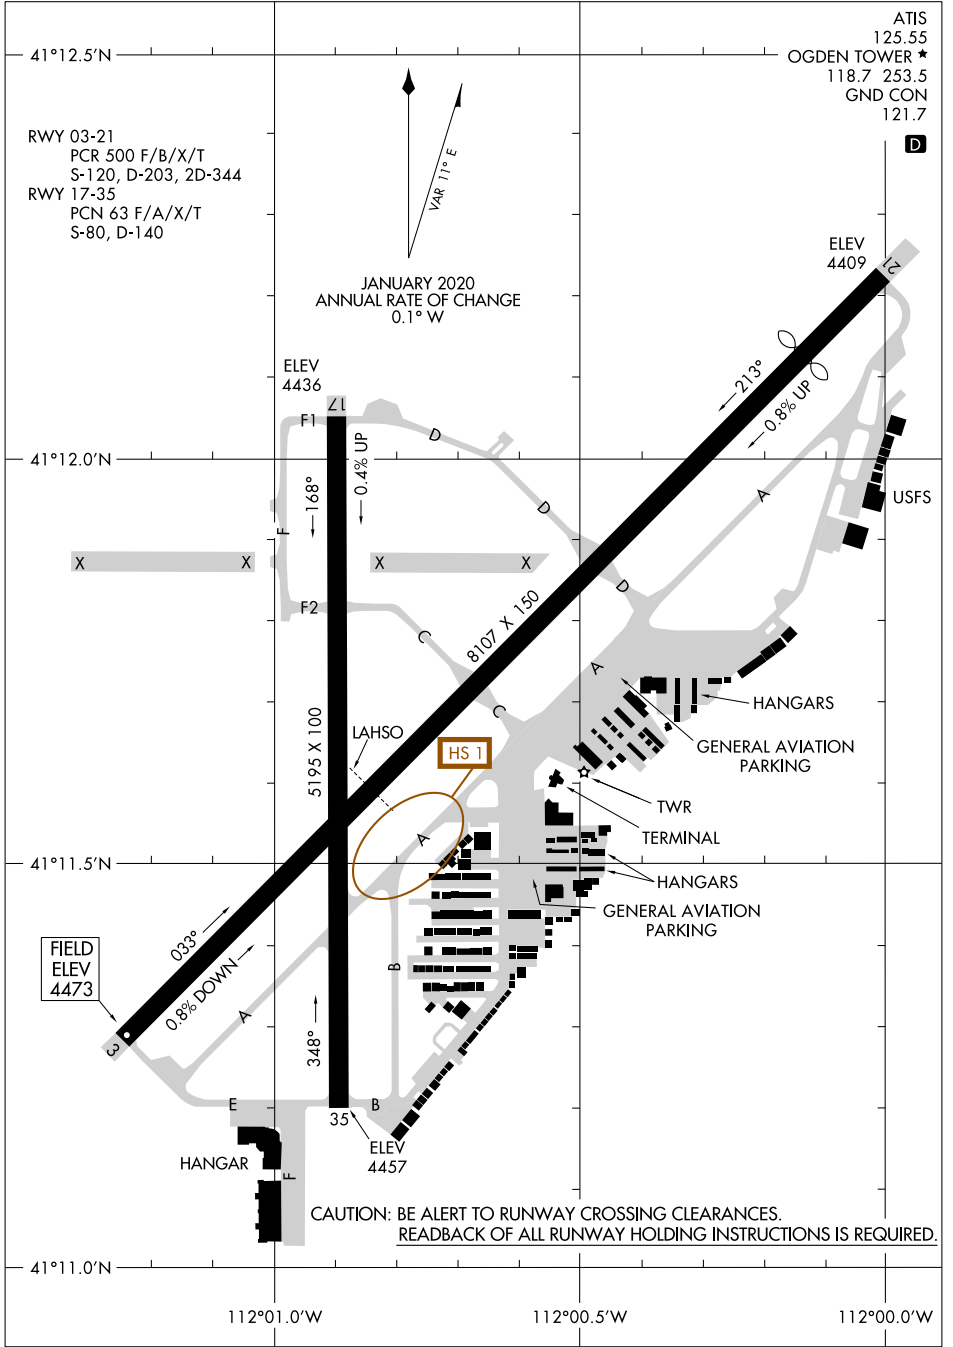 ATIS
125.55
OGDEN TOWER ★
118.7 253.5
GND CON
121.7
D
41°12.5'N
RWY 03-21
PCR 500 F/B/X/T
S-120, D-203, 2D-344
RWY 17-35
PCN 63 F/A/X/T
S-80, D-140
VAR 11° E
JANUARY 2020
ANNUAL RATE OF CHANGE
0.1° W
ELEV
4409
21
213°
0.8% UP
ELEV
4436
17
F1
D
0.4% UP
168°
41°12.0'N
A
USFS
F
D
X
X
X
X
D
F2
C
8107 X 150
A
HANGARS
C
GENERAL AVIATION
PARKING
LAHSO
HS 1
5195 X 100
TWR
TERMINAL
A
41°11.5'N
HANGARS
GENERAL AVIATION
PARKING
033°
FIELD
ELEV
4473
0.8% DOWN
B
A
3
348°
E
B
35
ELEV
4457
HANGAR
F
CAUTION: BE ALERT TO RUNWAY CROSSING CLEARANCES.
READBACK OF ALL RUNWAY HOLDING INSTRUCTIONS IS REQUIRED.
41°11.0'N
112°01.0'W
112°00.5'W
112°00.0'W